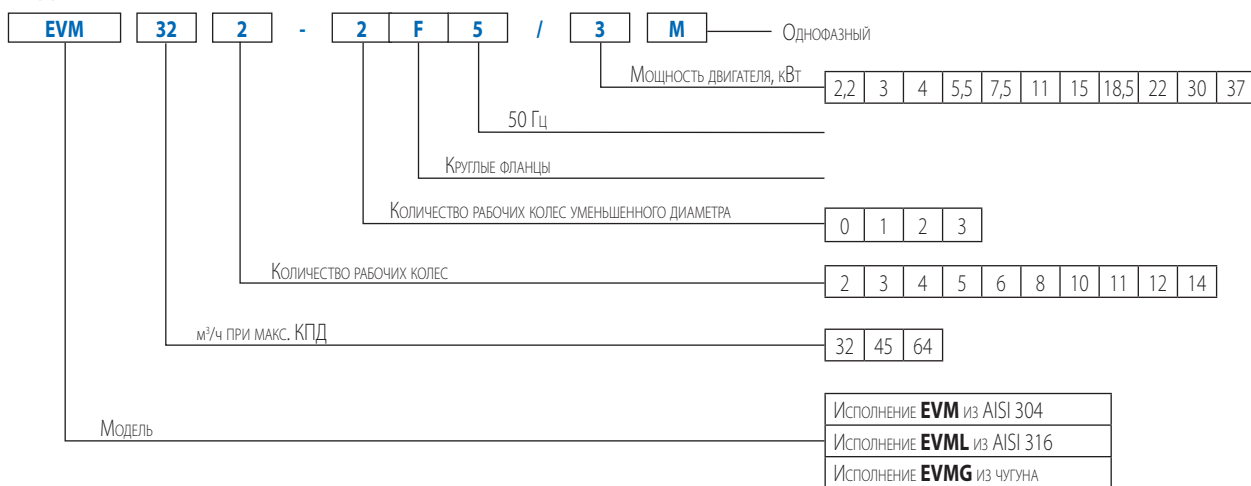 EVM 32 2 - 2 F 5 / 3 M Однофазный
Мощность двигателя, кВт 2,2 3 4 5,5 7,5 11 15 18,5 22 30 37
50 Гц
Круглые фланцы
Количество рабочих колес уменьшенного диаметра 0 1 2 3
Количество рабочих колес 2 3 4 5 6 8 10 11 12 14
м³/ч при макс. КПД 32 45 64
Модель
Исполнение EVM из AISI 304
Исполнение EVML из AISI 316
Исполнение EVMG из чугуна